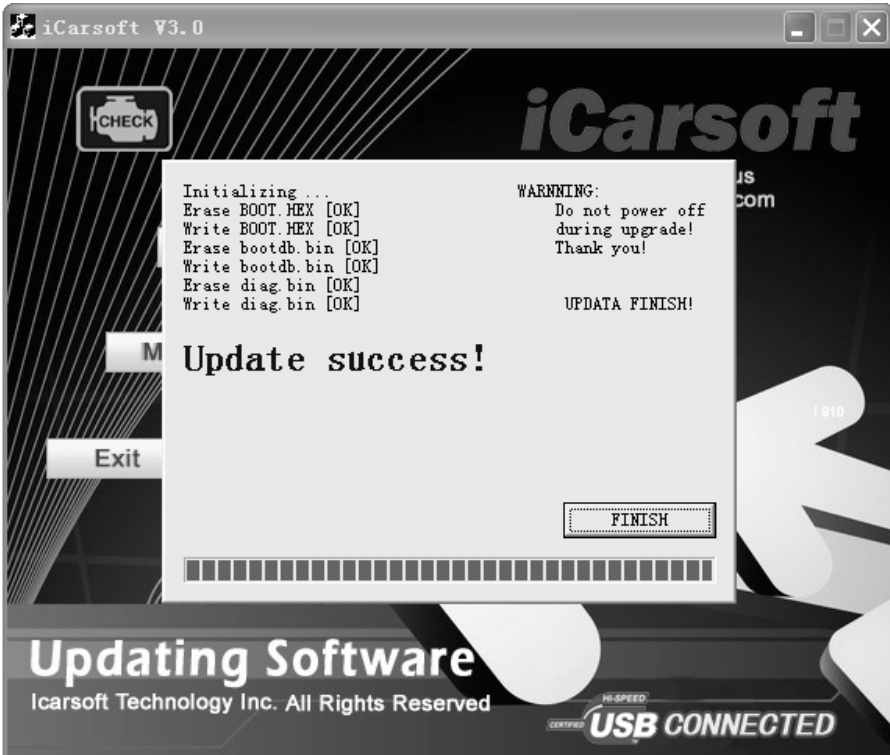 iCarsoft V3.0
CHECK
iCarsoft
us
com
Initializing ...
Erase BOOT.HEX [OK]
Write BOOT.HEX [OK]
Erase bootdb.bin [OK]
Write bootdb.bin [OK]
Erase diag.bin [OK]
Write diag.bin [OK]
WARNNING:
Do not power off
during upgrade!
Thank you!
UPDATA FINISH!
Update success!
M
i910
Exit
FINISH
Updating Software
Icarsoft Technology Inc. All Rights Reserved
HI-SPEED
CERTIFIED USB CONNECTED